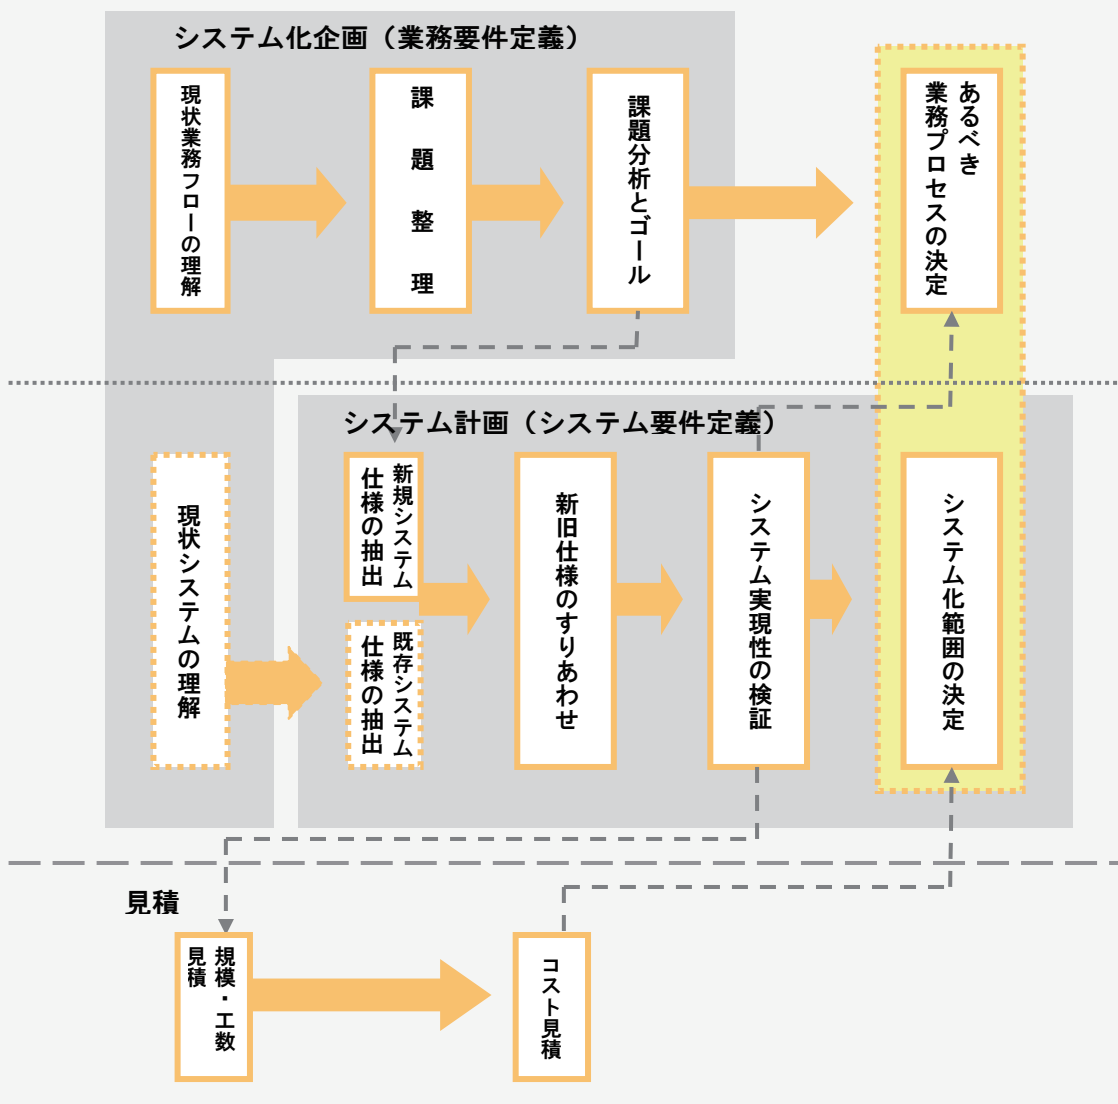 システム化企画（業務要件定義）
現状業務フローの理解
課題整理
課題分析とゴール
あるべき
業務プロセスの決定
システム計画（システム要件定義）
現状システムの理解
新規システム
仕様の抽出
既存システム
仕様の抽出
新旧仕様のすりあわせ
システム実現性の検証
システム化範囲の決定
見積
規模・工数
見積
コスト見積